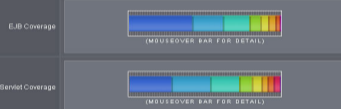 EJB Coverage
(MOUSEOVER BAR FOR DETAIL)
Servlet Coverage
(MOUSEOVER BAR FOR DETAIL)